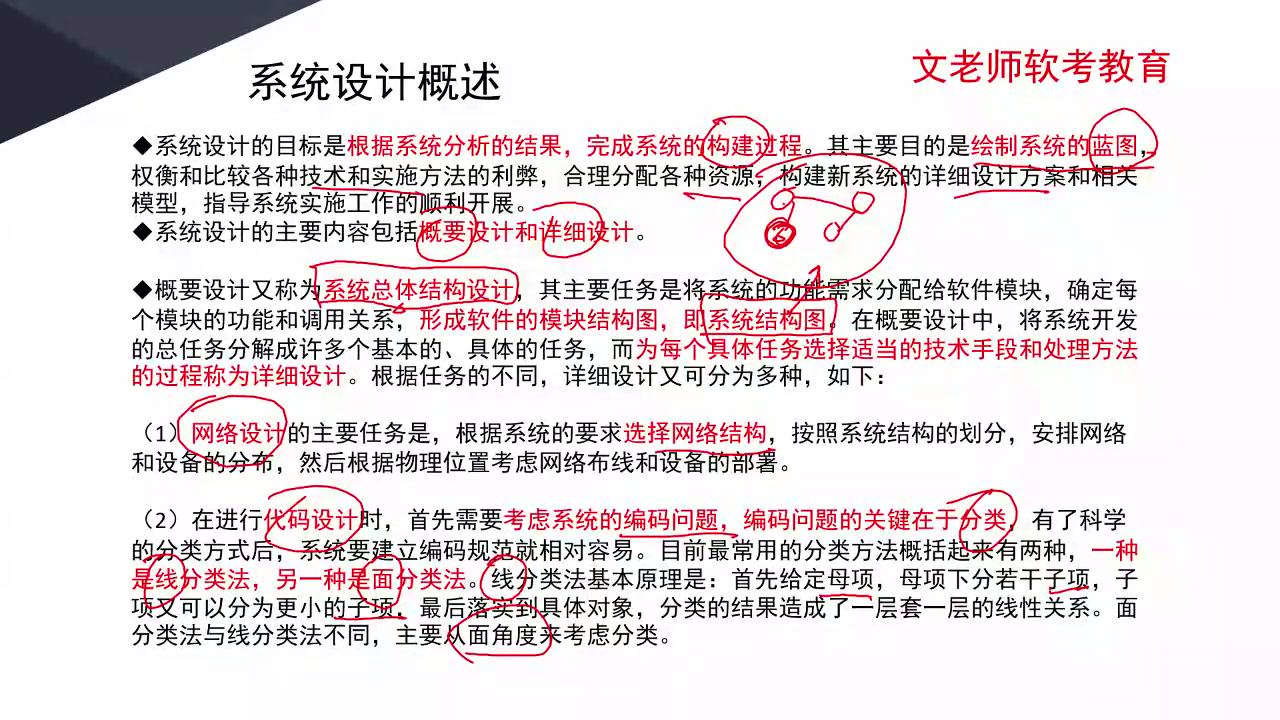 文老师软考教育
系统设计概述
◆系统设计的目标是根据系统分析的结果，完成系统的构建过程。其主要目的是绘制系统的蓝图，
权衡和比较各种技术和实施方法的利弊，合理分配各种资源，构建新系统的详细设计方案和相关
模型，指导系统实施工作的顺利开展。
◆系统设计的主要内容包括概要设计和详细设计。
◆概要设计又称为系统总体结构设计，其主要任务是将系统的功能需求分配给软件模块，确定每
个模块的功能和调用关系，形成软件的模块结构图，即系统结构图。在概要设计中，将系统开发
的总任务分解成许多个基本的、具体的任务，而为每个具体任务选择适当的技术手段和处理方法
的过程称为详细设计。根据任务的不同，详细设计又可分为多种，如下：
（1）网络设计的主要任务是，根据系统的要求选择网络结构，按照系统结构的划分，安排网络
和设备的分布，然后根据物理位置考虑网络布线和设备的部署。
（2）在进行代码设计时，首先需要考虑系统的编码问题，编码问题的关键在于分类，有了科学
的分类方式后，系统要建立编码规范就相对容易。目前最常用的分类方法概括起来有两种，一种
是线分类法，另一种是面分类法。线分类法基本原理是：首先给定母项，母项下分若干子项，子
项又可以分为更小的子项，最后落实到具体对象，分类的结果造成了一层套一层的线性关系。面
分类法与线分类法不同，主要从面角度来考虑分类。